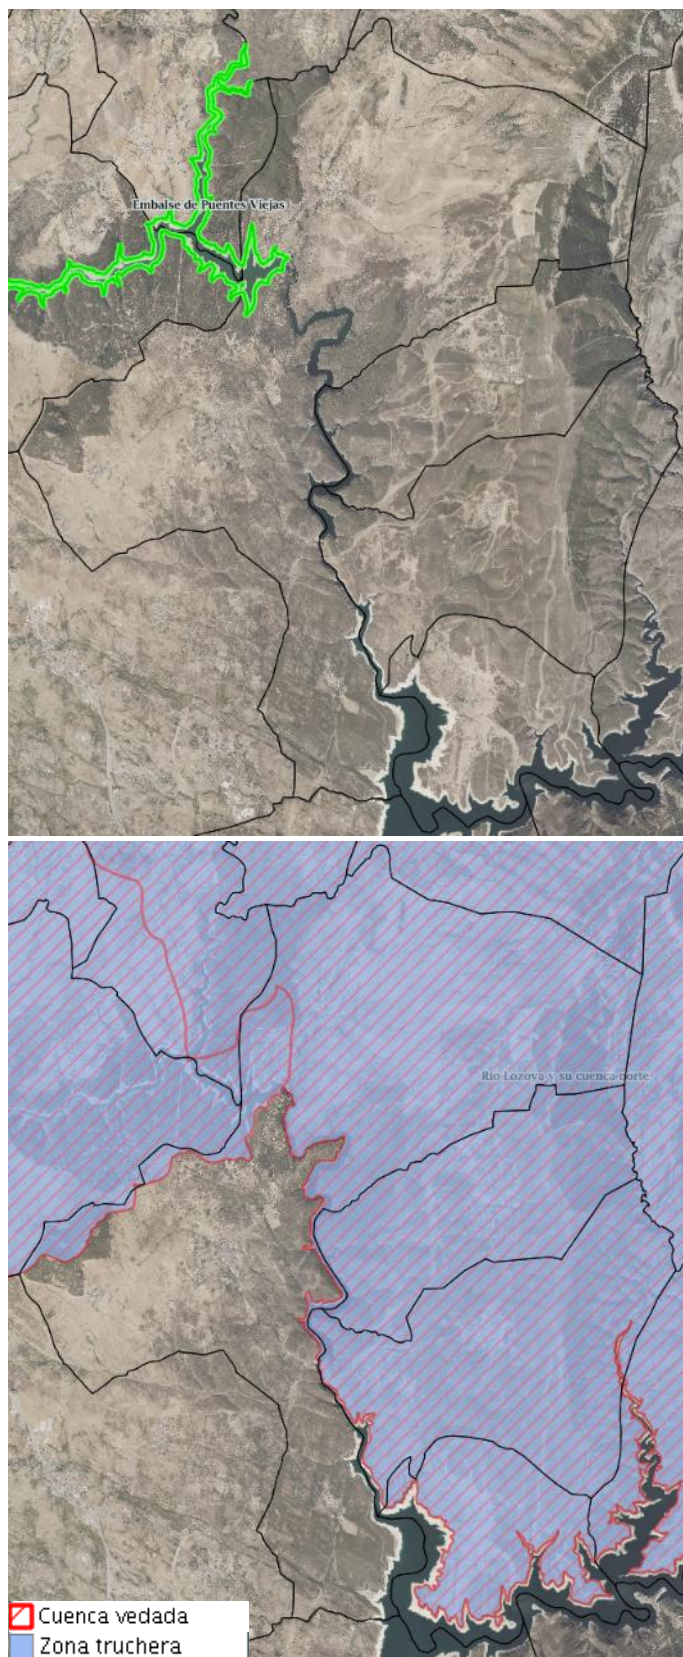 Embalse de Puentes Viejas
Río Lozoya y su cuenca norte
Cuenca vedada
Zona truchera